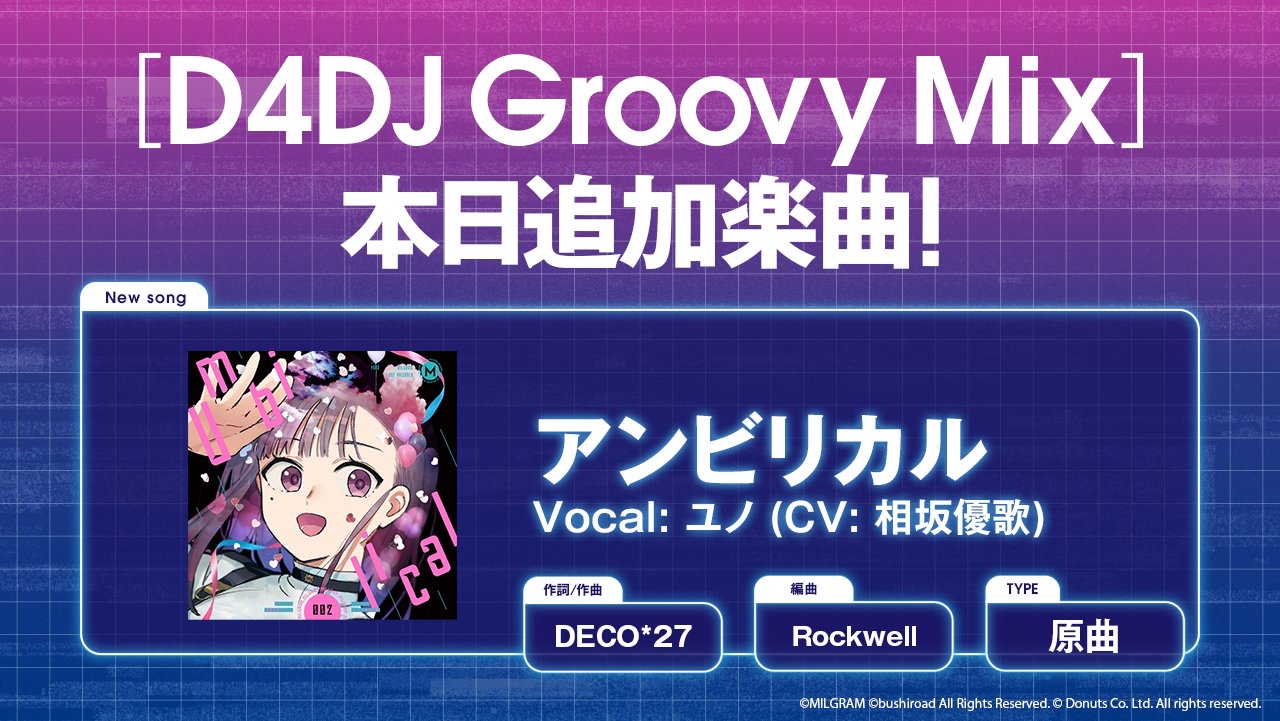 [D4DJ Groovy Mix]
本日追加楽曲!
New song
umbilical
M
002
アンビリカル
Vocal: ユノ (CV: 相坂優歌)
作詞/作曲
DECO*27
編曲
Rockwell
TYPE
原曲
©MILGRAM ©bushiroad All Rights Reserved. © Donuts Co. Ltd. All rights reserved.